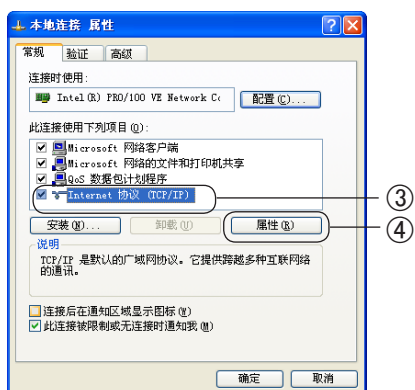 本地连接 属性
常规 验证 高级
连接时使用:
Intel(R) PRO/100 VE Network Co
配置(C)...
此连接使用下列项目(O):
Microsoft 网络客户端
Microsoft 网络的文件和打印机共享
QoS 数据包计划程序
Internet 协议 (TCP/IP)
③
安装(N)... 卸载(U) 属性(R)
④
说明
TCP/IP 是默认的广域网协议。它提供跨越多种互联网络
的通讯。
连接后在通知区域显示图标(W)
此连接被限制或无连接时通知我(M)
确定 取消